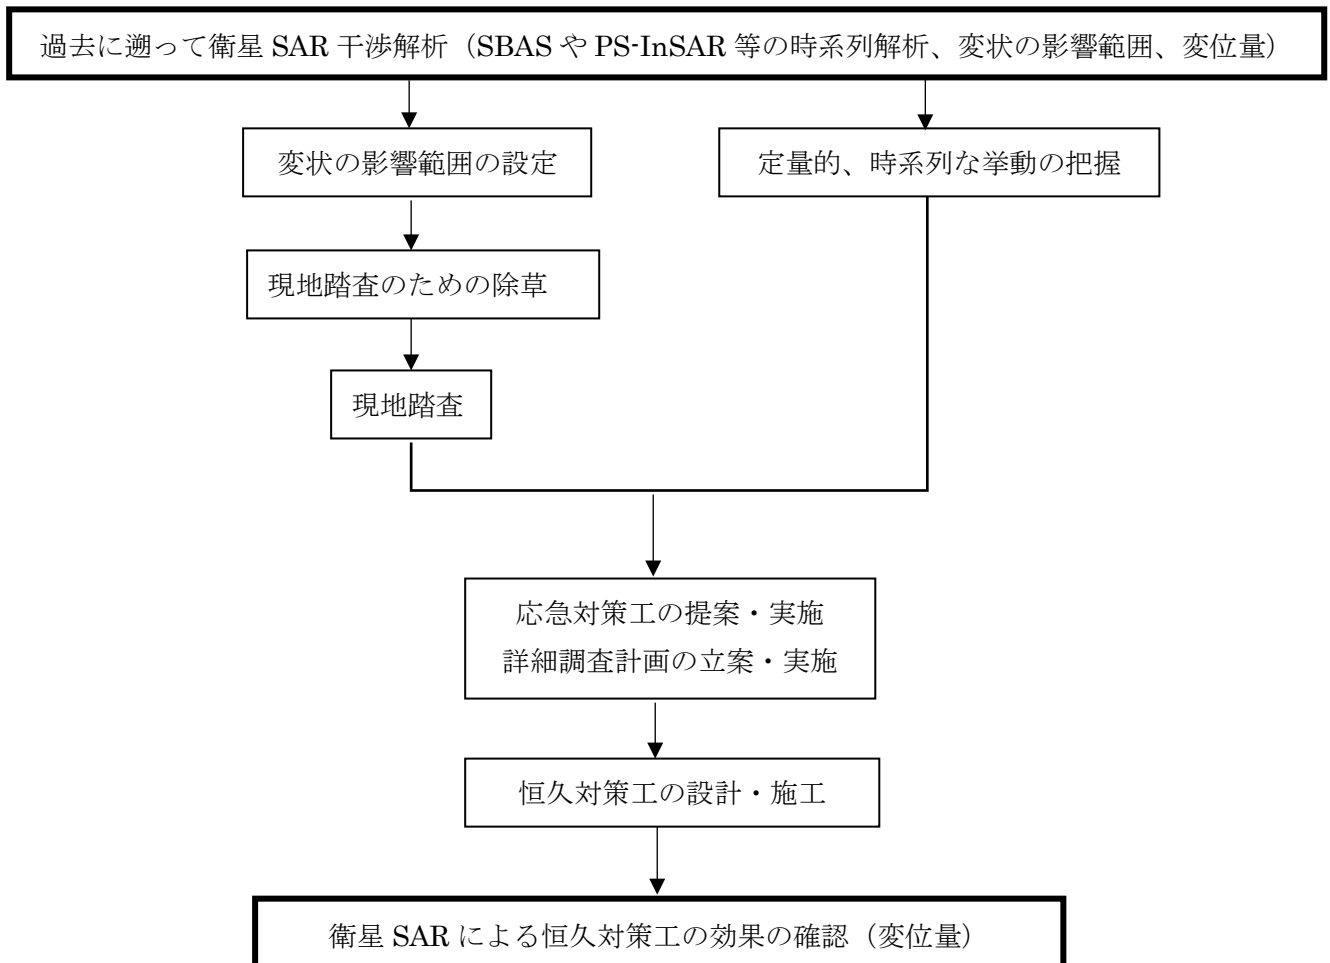 過去に遡って衛星 SAR 干渉解析（SBAS や PS-InSAR 等の時系列解析、変状の影響範囲、変位量）
変状の影響範囲の設定
定量的、時系列な挙動の把握
現地踏査のための除草
現地踏査
応急対策工の提案・実施
詳細調査計画の立案・実施
恒久対策工の設計・施工
衛星 SAR による恒久対策工の効果の確認（変位量）